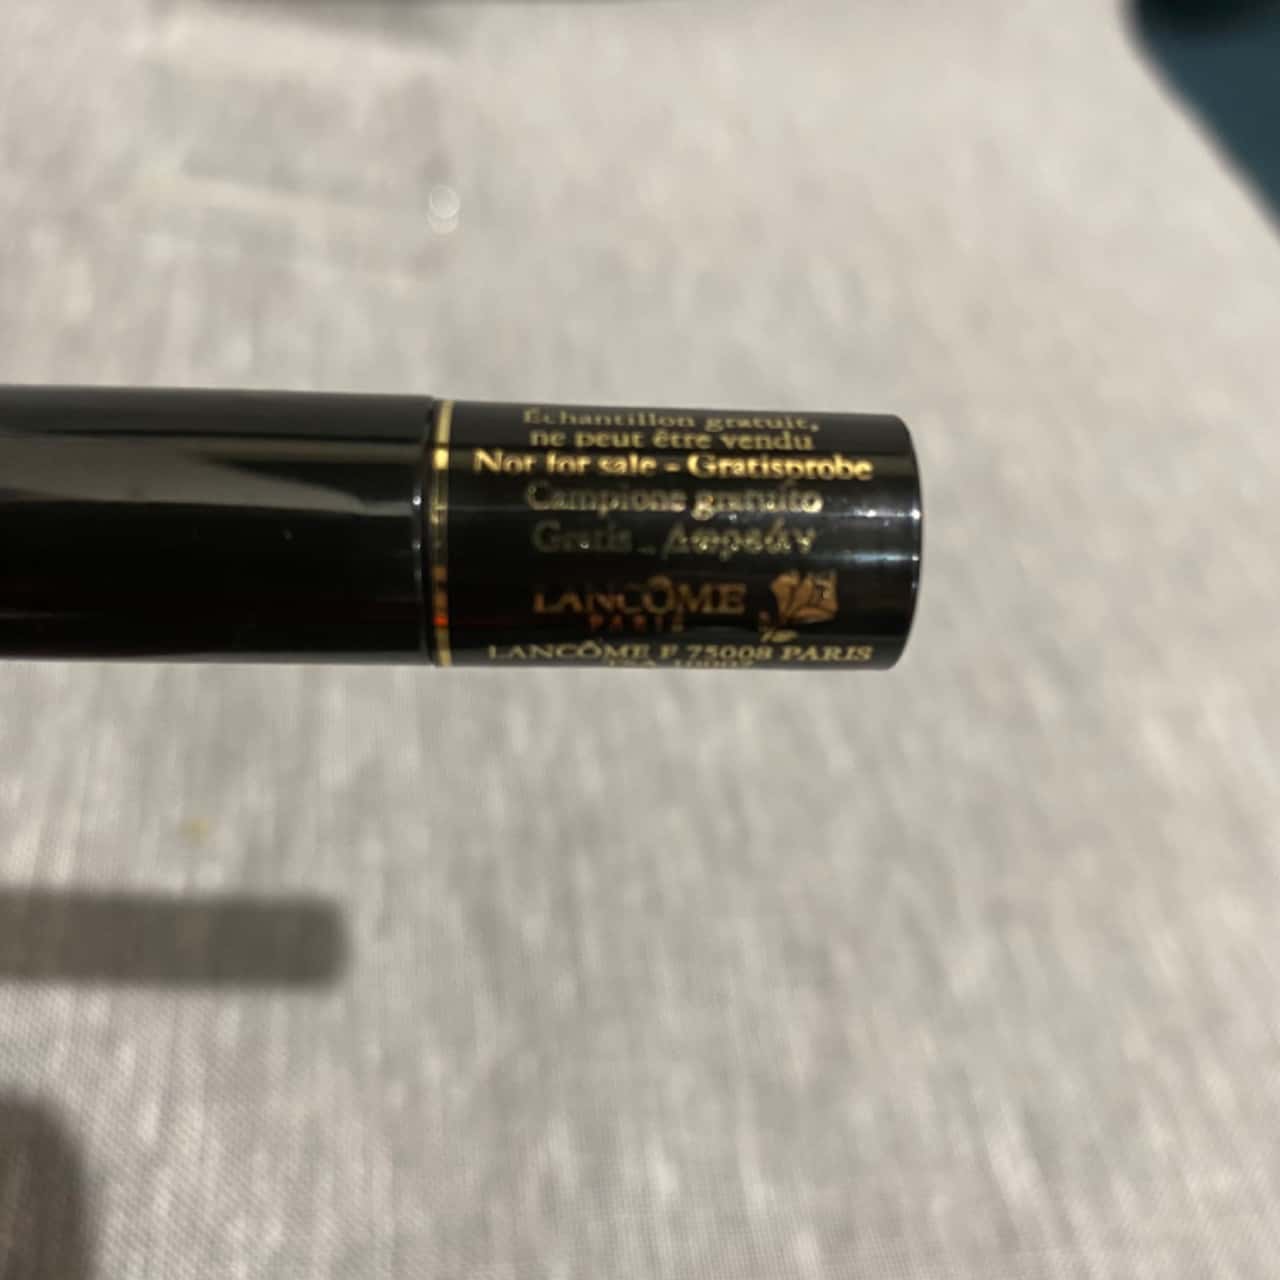 Échantillon gratuit,
ne peut être vendu
Not for sale - Gratisprobe
Campione gratuito
Gratis - Δωρεάν
LANCÔME
PARIS
LANCÔME F 75008 PARIS